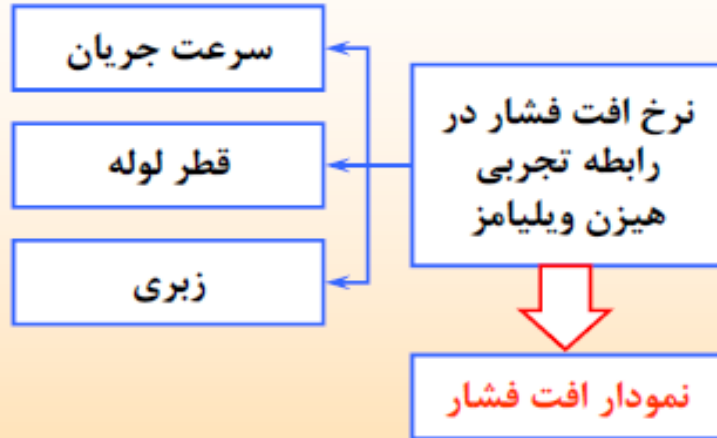 نرخ افت فشار در
رابطه تجربی
هیزن ویلیامز
سرعت جریان
قطر لوله
زبری
نمودار افت فشار